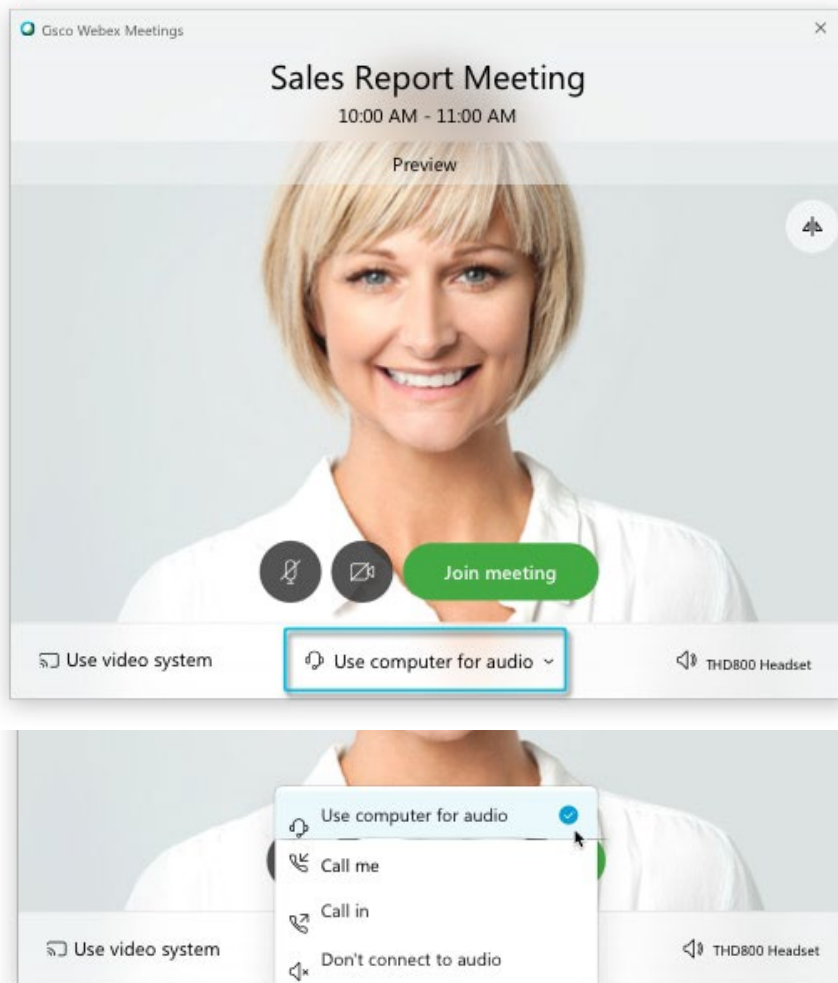 Cisco Webex Meetings
Sales Report Meeting
10:00 AM - 11:00 AM
Preview
Join meeting
Use video system
Use computer for audio
THD800 Headset
Use computer for audio
Call me
Call in
Use video system
Don't connect to audio
THD800 Headset